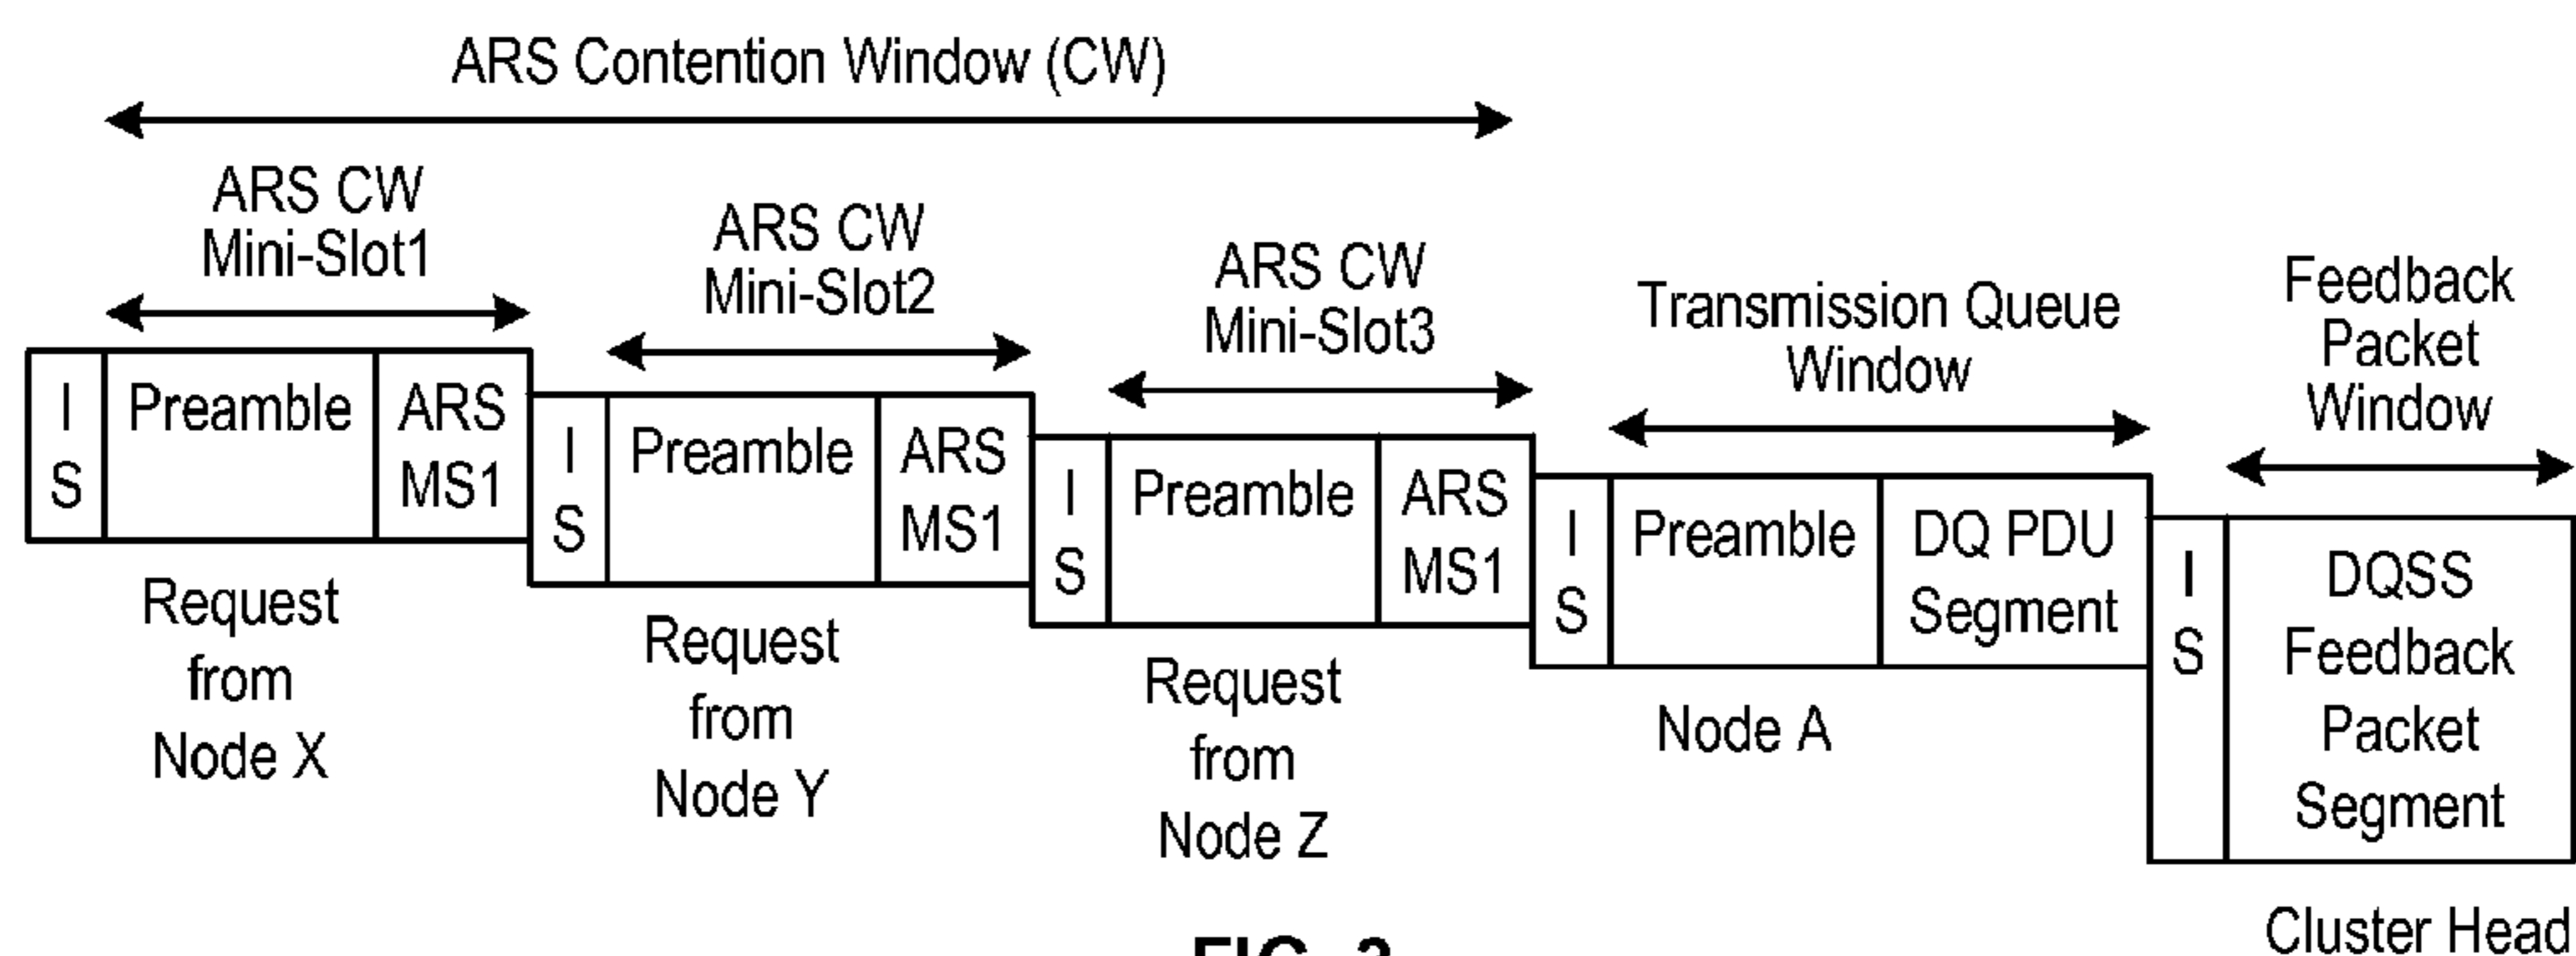 ARS Contention Window (CW)
ARS CW
Mini-Slot1
ARS CW
Mini-Slot2
ARS CW
Mini-Slot3
Transmission Queue
Window
Feedback
Packet
Window
I
S
Preamble
ARS
MS1
I
S
Preamble
ARS
MS1
I
S
Preamble
ARS
MS1
I
S
Preamble
DQ PDU
Segment
I
S
DQSS
Feedback
Packet
Segment
Request
from
Node X
Request
from
Node Y
Request
from
Node Z
Node A
Cluster Head